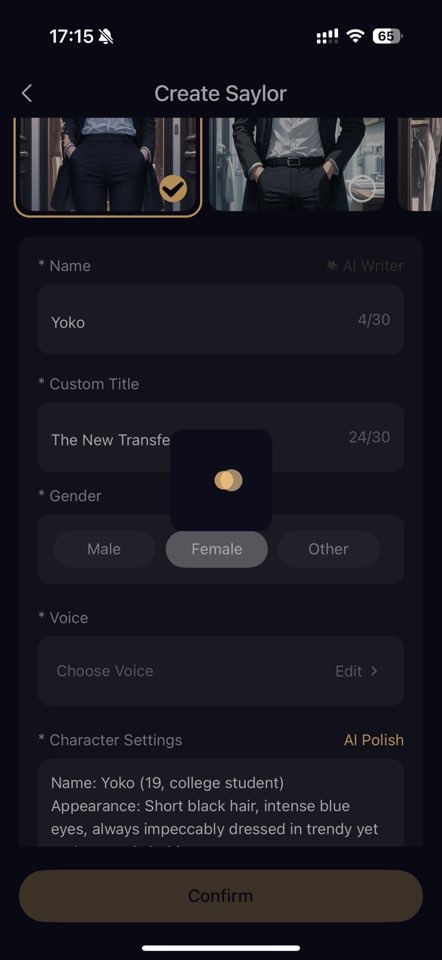 17:15
65
Create Saylor
* Name
AI Writer
Yoko
4/30
* Custom Title
The New Transfe
24/30
* Gender
Male
Female
Other
* Voice
Choose Voice
Edit
* Character Settings
AI Polish
Name: Yoko (19, college student)
Appearance: Short black hair, intense blue
eyes, always impeccably dressed in trendy yet
Confirm